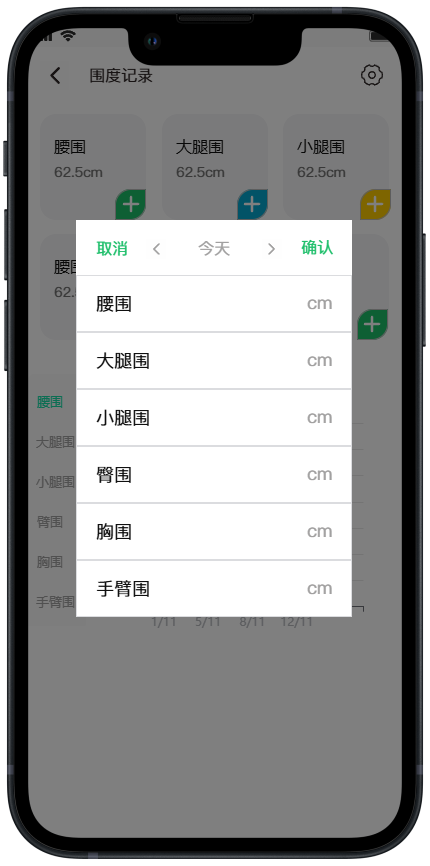 围度记录
腰围
大腿围
小腿围
62.5cm
62.5cm
62.5cm
腰围
62.
取消
今天
确认
腰围
cm
大腿围
cm
小腿围
cm
臀围
cm
胸围
cm
手臂围
cm
腰围
大腿围
小腿围
臂围
胸围
手臂围
1/11
5/11
8/11
12/11